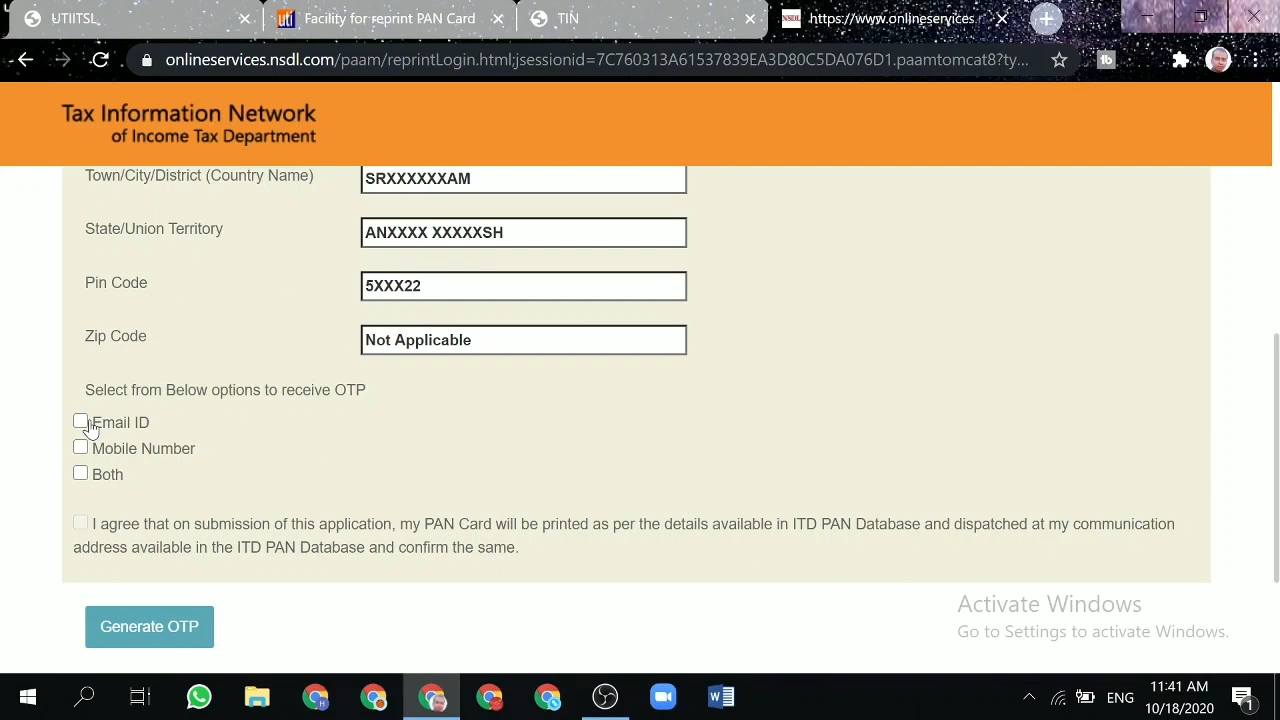 UTIITSL
uti Facility for reprint PAN Card
TIN
NSDL https://www.onlineservices
onlineservices.nsdl.com/paam/reprintLogin.html;jsessionid=7C760313A61537839EA3D80C5DA076D1.paamtomcat8?ty...
Tax Information Network
of Income Tax Department
Town/City/District (Country Name) SRXXXXXXAM
State/Union Territory ANXXXX XXXXXSH
Pin Code 5XXX22
Zip Code Not Applicable
Select from Below options to receive OTP
Email ID
Mobile Number
Both
I agree that on submission of this application, my PAN Card will be printed as per the details available in ITD PAN Database and dispatched at my communication
address available in the ITD PAN Database and confirm the same.
Generate OTP
Activate Windows
Go to Settings to activate Windows.
ENG
11:41 AM
10/18/2020
1